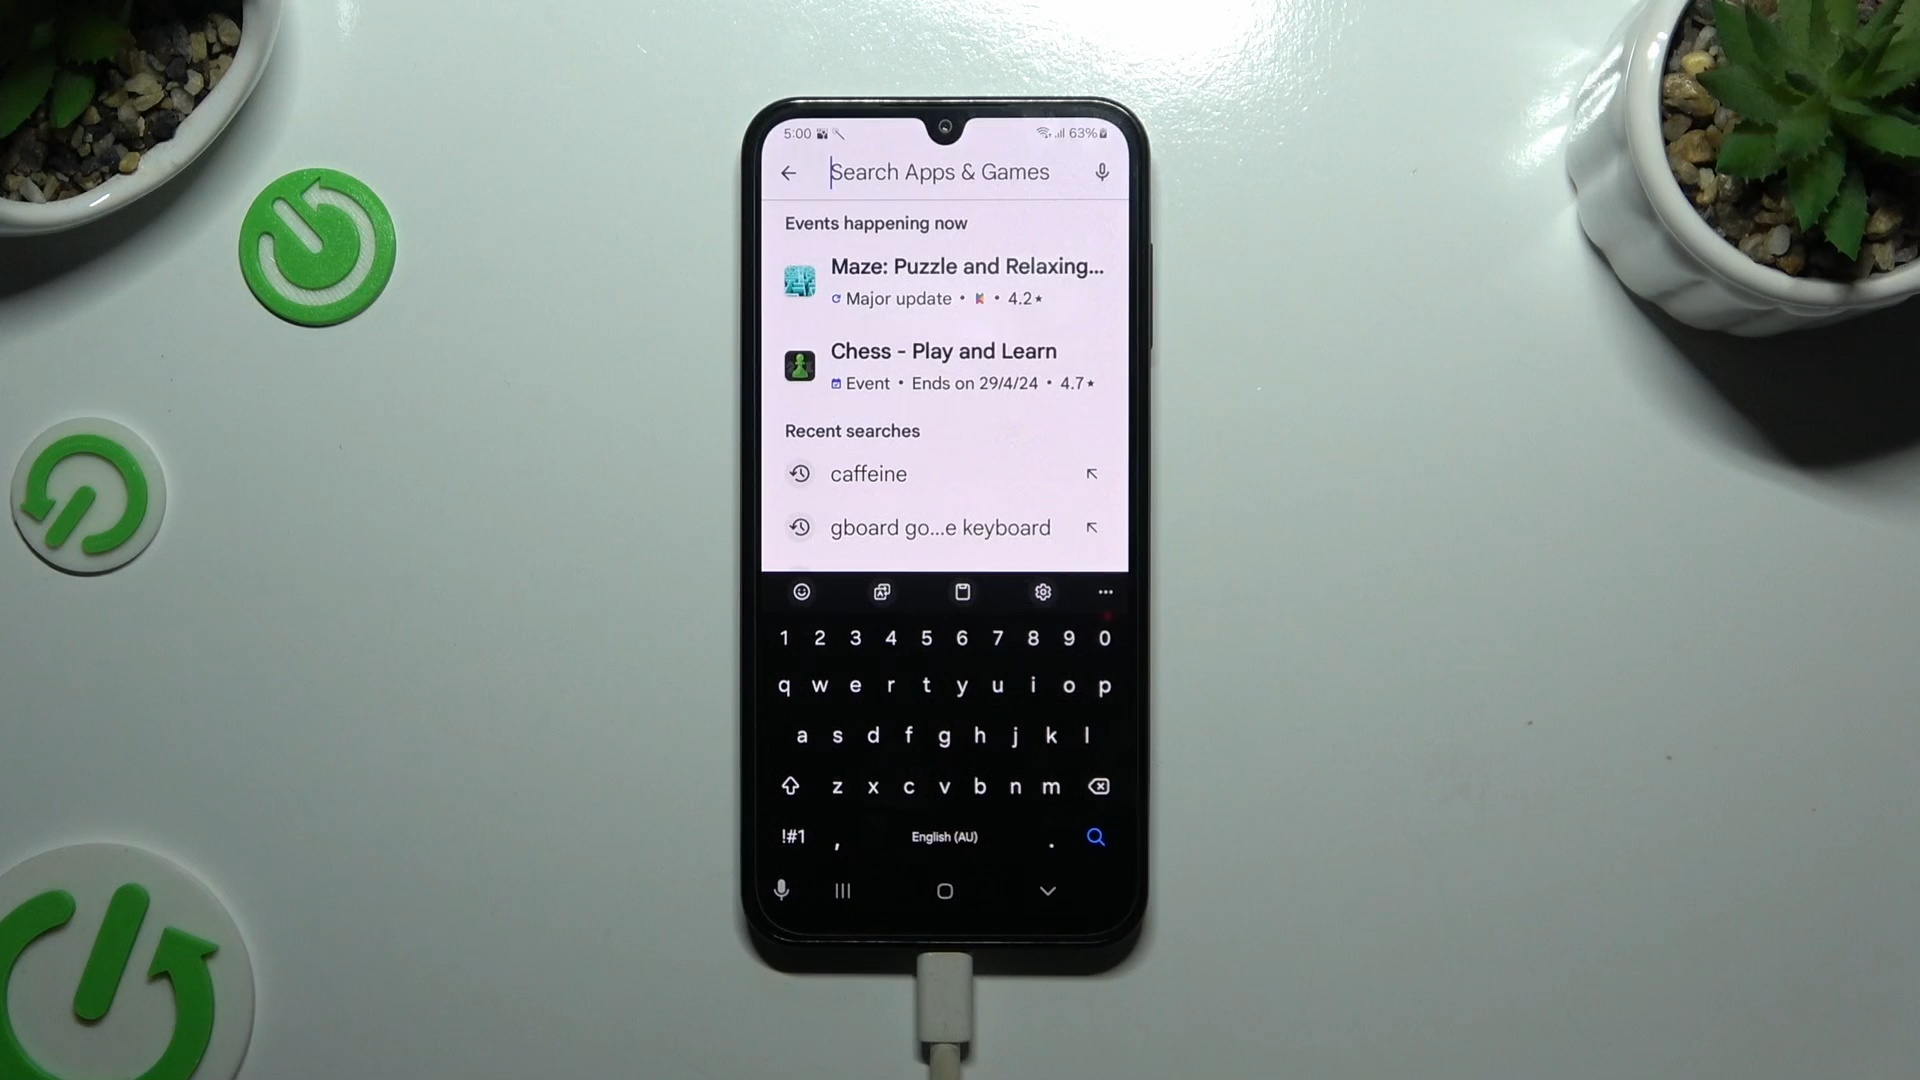 5:00 63%
Search Apps & Games
Events happening now
Maze: Puzzle and Relaxing...
Major update • • 4.2★
Chess - Play and Learn
Event • Ends on 29/4/24 • 4.7★
Recent searches
caffeine
gboard go...e keyboard
1 2 3 4 5 6 7 8 9 0
q w e r t y u i o p
a s d f g h j k l
z x c v b n m
!#1 , English (AU) .